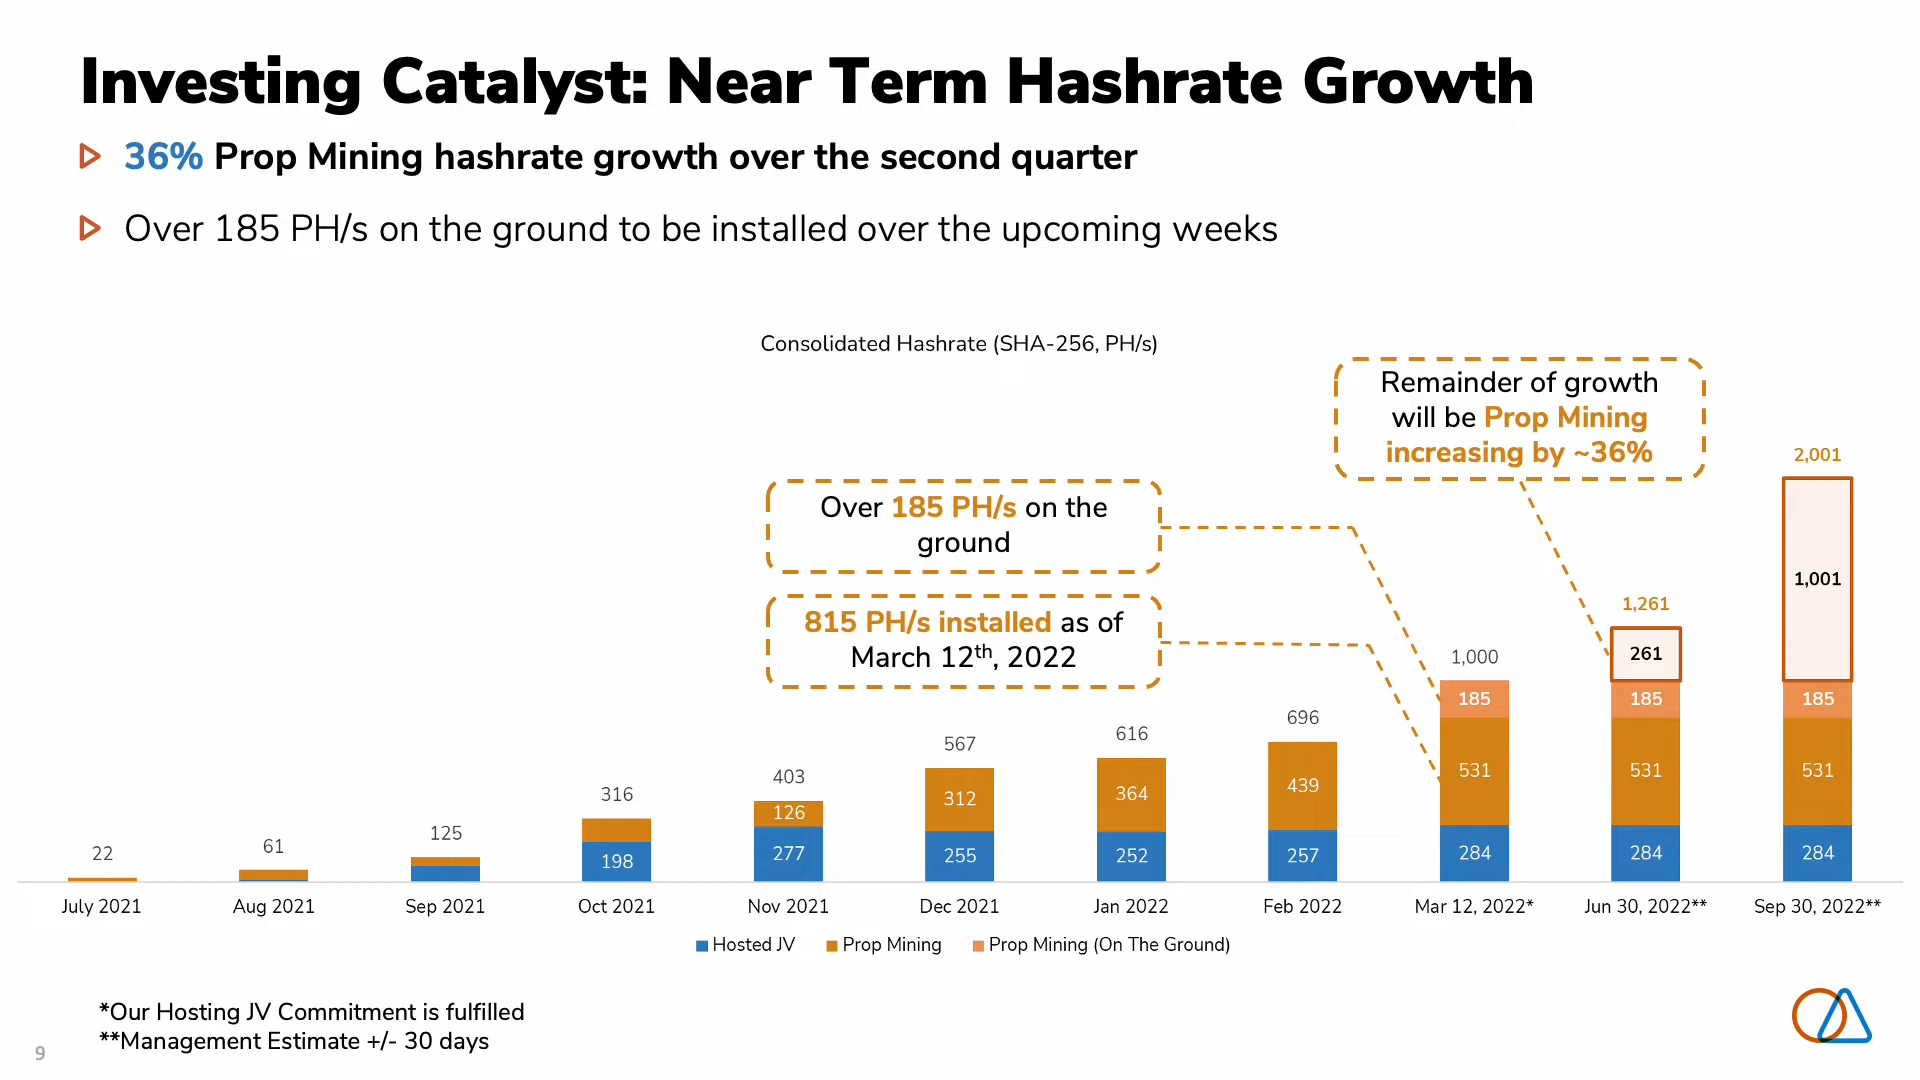 Investing Catalyst: Near Term Hashrate Growth
36% Prop Mining hashrate growth over the second quarter
Over 185 PH/s on the ground to be installed over the upcoming weeks
Consolidated Hashrate (SHA-256, PH/s)
Remainder of growth
will be Prop Mining
increasing by ~36%
Over 185 PH/s on the
ground
815 PH/s installed as of
March 12th, 2022
22
61
125
316
198
403
126
277
567
312
255
616
364
252
696
439
257
1,000
185
531
284
1,261
261
185
531
284
2,001
1,001
185
531
284
July 2021
Aug 2021
Sep 2021
Oct 2021
Nov 2021
Dec 2021
Jan 2022
Feb 2022
Mar 12, 2022*
Jun 30, 2022**
Sep 30, 2022**
Hosted JV
Prop Mining
Prop Mining (On The Ground)
*Our Hosting JV Commitment is fulfilled
**Management Estimate +/- 30 days
9